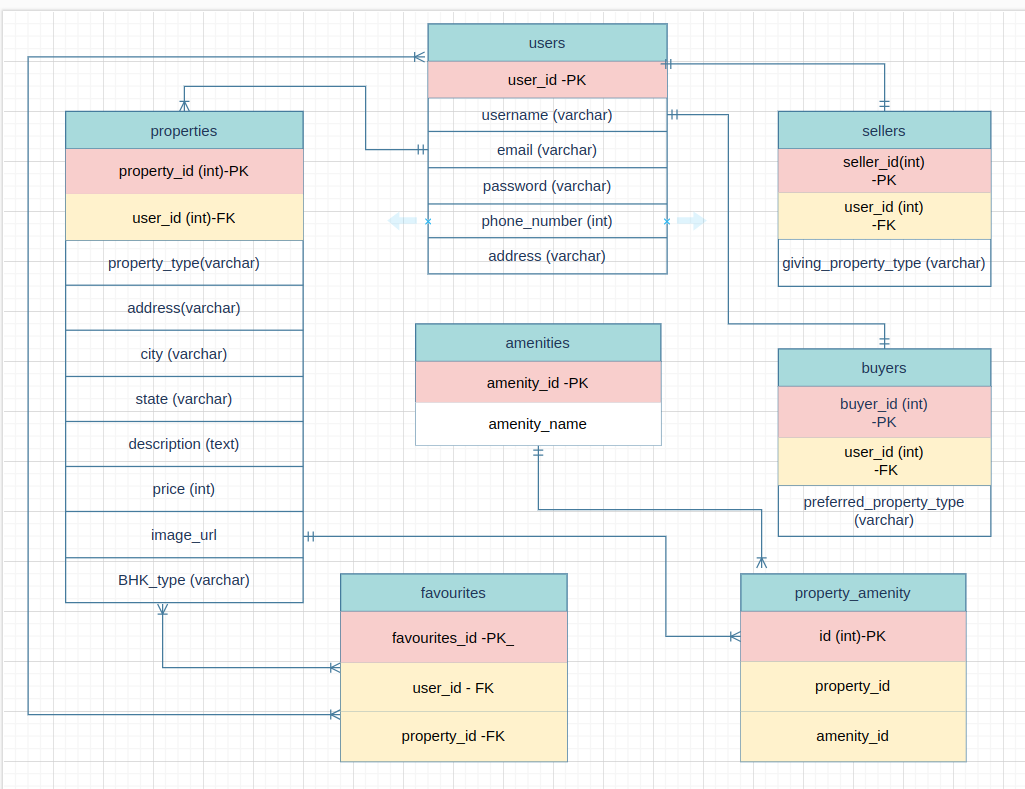 users
user_id -PK
username (varchar)
email (varchar)
password (varchar)
phone_number (int)
address (varchar)
properties
property_id (int)-PK
user_id (int)-FK
property_type(varchar)
address(varchar)
city (varchar)
state (varchar)
description (text)
price (int)
image_url
BHK_type (varchar)
sellers
seller_id(int)
-PK
user_id (int)
-FK
giving_property_type (varchar)
amenities
amenity_id -PK
amenity_name
buyers
buyer_id (int)
-PK
user_id (int)
-FK
preferred_property_type
(varchar)
favourites
favourites_id -PK_
user_id - FK
property_id -FK
property_amenity
id (int)-PK
property_id
amenity_id